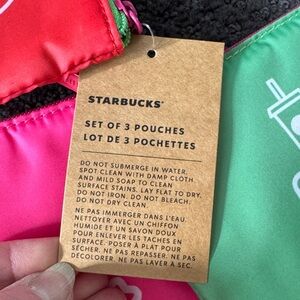 STARBUCKS®
SET OF 3 POUCHES
LOT DE 3 POCHETTES
DO NOT SUBMERGE IN WATER.
SPOT CLEAN WITH DAMP CLOTH
AND MILD SOAP TO CLEAN
SURFACE STAINS. LAY FLAT TO DRY.
DO NOT IRON. DO NOT BLEACH.
DO NOT DRY CLEAN.
NE PAS IMMERGER DANS L'EAU.
NETTOYER AVEC UN CHIFFON
HUMIDE ET UN SAVON DOUX
POUR ENLEVER LES TACHES EN
SURFACE. POSER À PLAT POUR
SÉCHER. NE PAS REPASSER. NE PAS
DÉCOLORER. NE PAS LAVER À SEC.